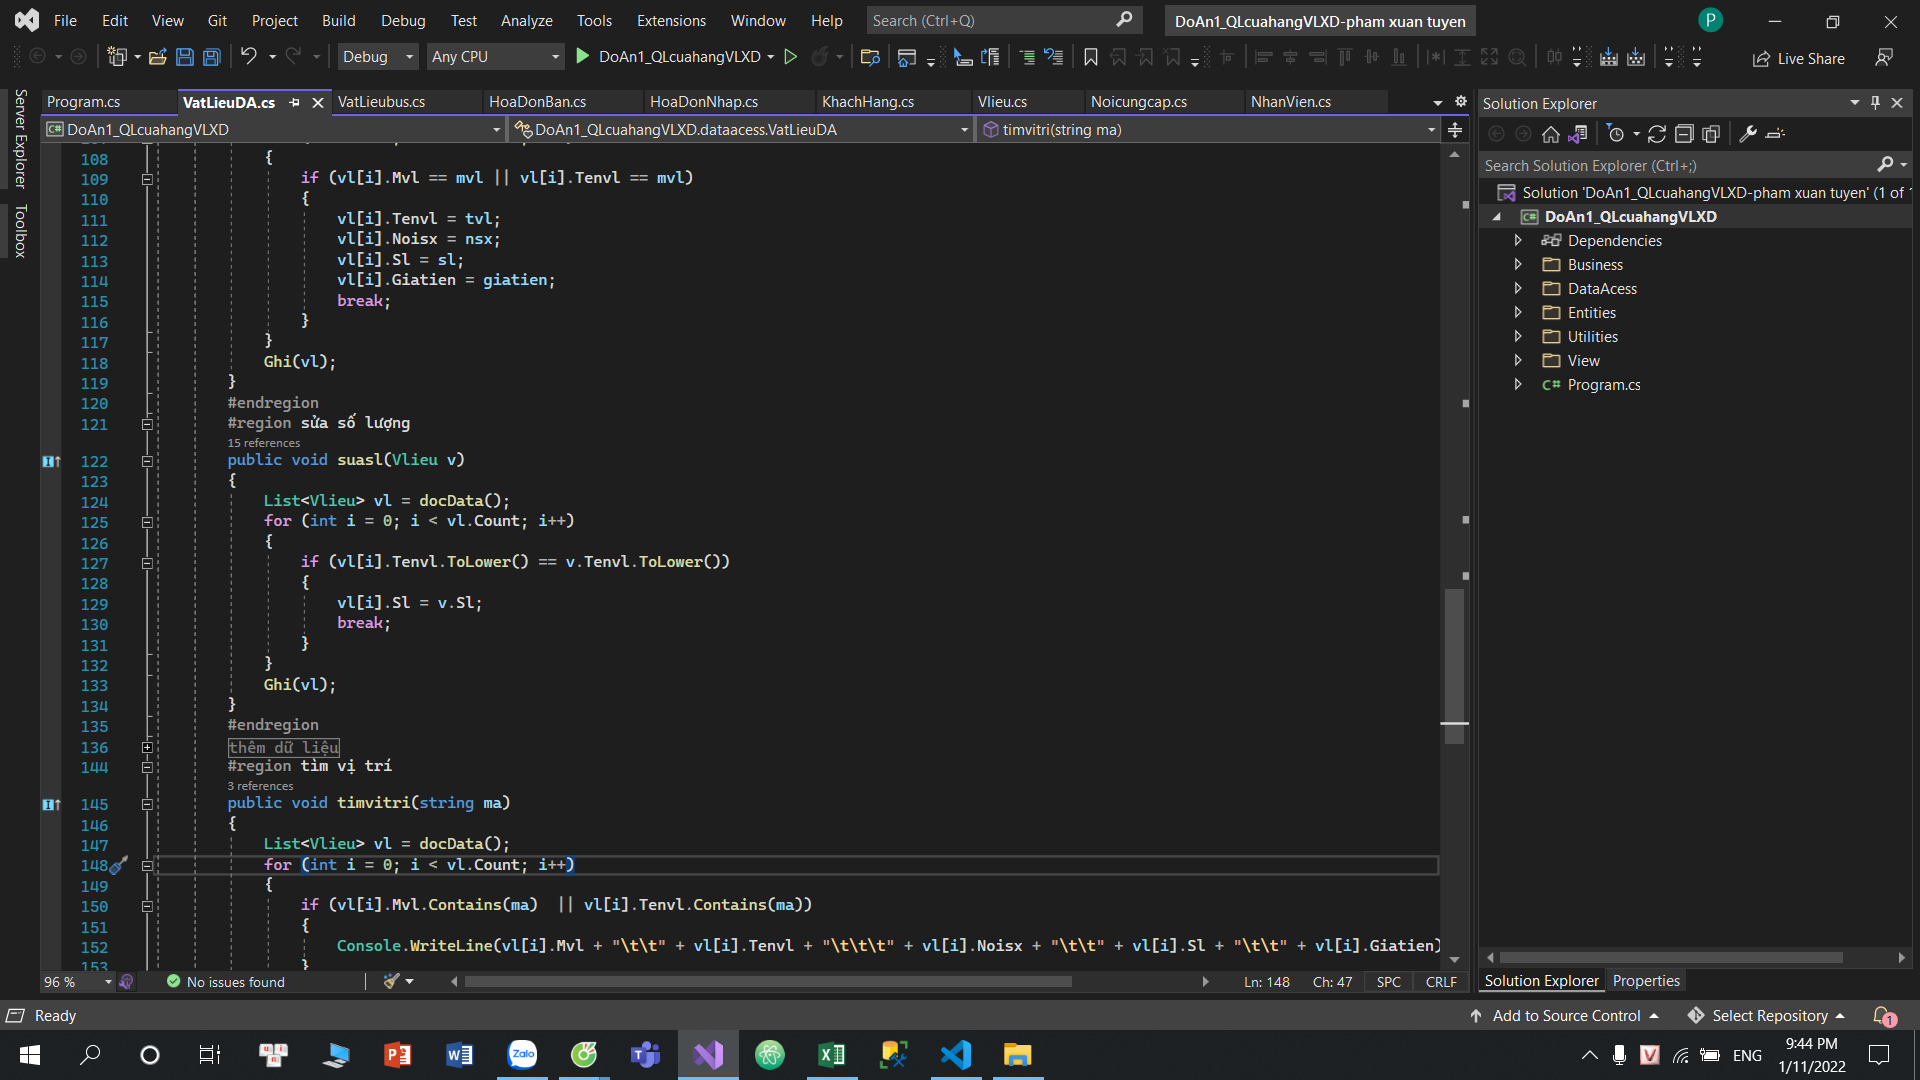 File Edit View Git Project Build Debug Test Analyze Tools Extensions Window Help Search (Ctrl+Q) DoAn1_QLcuahangVLXD-pham xuan tuyen P
Debug Any CPU DoAn1_QLcuahangVLXD Live Share
Server Explorer
Toolbox
Program.cs VatLieuDA.cs VatLieubus.cs HoaDonBan.cs HoaDonNhap.cs KhachHang.cs Vlieu.cs Noicungcap.cs NhanVien.cs
DoAn1_QLcuahangVLXD DoAn1_QLcuahangVLXD.dataacess.VatLieuDA timvitri(string ma)
108 {
109 if (vl[i].Mvl == mvl || vl[i].Tenvl == mvl)
110 {
111 vl[i].Tenvl = tvl;
112 vl[i].Noisx = nsx;
113 vl[i].Sl = sl;
114 vl[i].Giatien = giatien;
115 break;
116 }
117 }
118 Ghi(vl);
119 }
120 #endregion
121 #region sửa số lượng
15 references
122 public void suasl(Vlieu v)
123 {
124 List<Vlieu> vl = docData();
125 for (int i = 0; i < vl.Count; i++)
126 {
127 if (vl[i].Tenvl.ToLower() == v.Tenvl.ToLower())
128 {
129 vl[i].Sl = v.Sl;
130 break;
131 }
132 }
133 Ghi(vl);
134 }
135 #endregion
136 thêm dữ liệu
144 #region tìm vị trí
3 references
145 public void timvitri(string ma)
146 {
147 List<Vlieu> vl = docData();
148 for (int i = 0; i < vl.Count; i++)
149 {
150 if (vl[i].Mvl.Contains(ma) || vl[i].Tenvl.Contains(ma))
151 {
152 Console.WriteLine(vl[i].Mvl + "\t\t" + vl[i].Tenvl + "\t\t\t" + vl[i].Noisx + "\t\t" + vl[i].Sl + "\t\t" + vl[i].Giatien)
153 }
96 % No issues found Ln: 148 Ch: 47 SPC CRLF
Solution Explorer
Search Solution Explorer (Ctrl+;)
Solution 'DoAn1_QLcuahangVLXD-pham xuan tuyen' (1 of 1
DoAn1_QLcuahangVLXD
Dependencies
Business
DataAcess
Entities
Utilities
View
C# Program.cs
Solution Explorer Properties
Ready Add to Source Control Select Repository 1
Zalo ENG 9:44 PM
1/11/2022